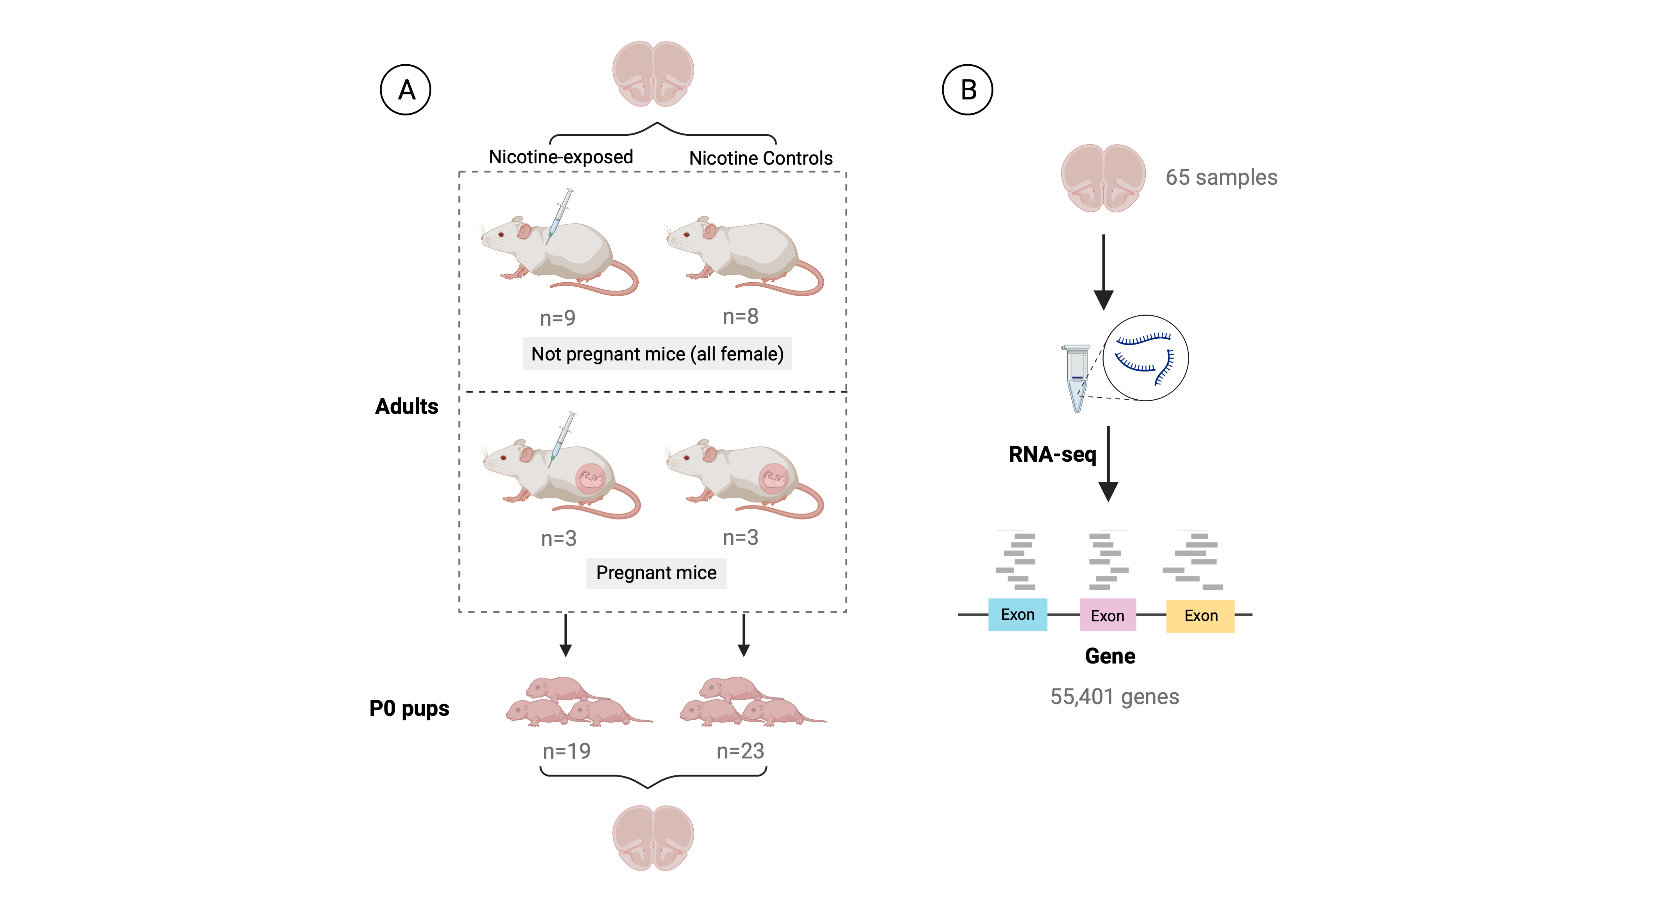 A
Nicotine-exposed
Nicotine Controls
n=9
n=8
Not pregnant mice (all female)
Adults
n=3
n=3
Pregnant mice
P0 pups
n=19
n=23
B
65 samples
RNA-seq
Exon
Exon
Exon
Gene
55,401 genes